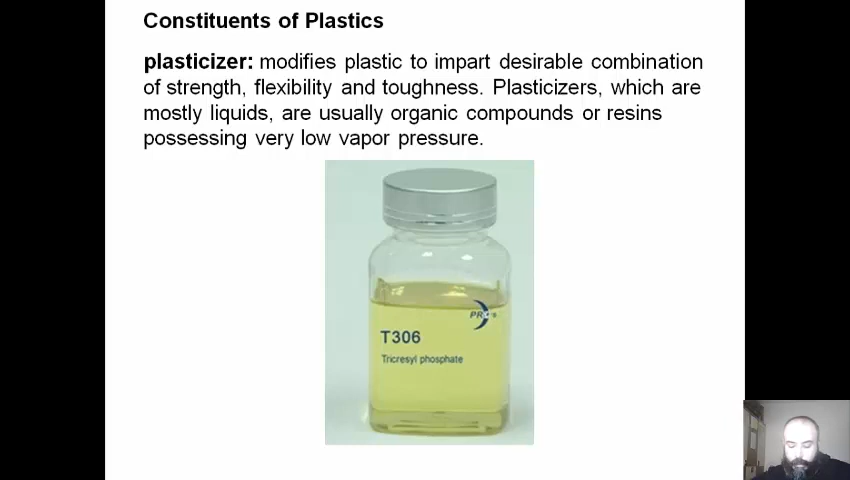 Constituents of Plastics
plasticizer: modifies plastic to impart desirable combination
of strength, flexibility and toughness. Plasticizers, which are
mostly liquids, are usually organic compounds or resins
possessing very low vapor pressure.
T306
Tricresyl phosphate